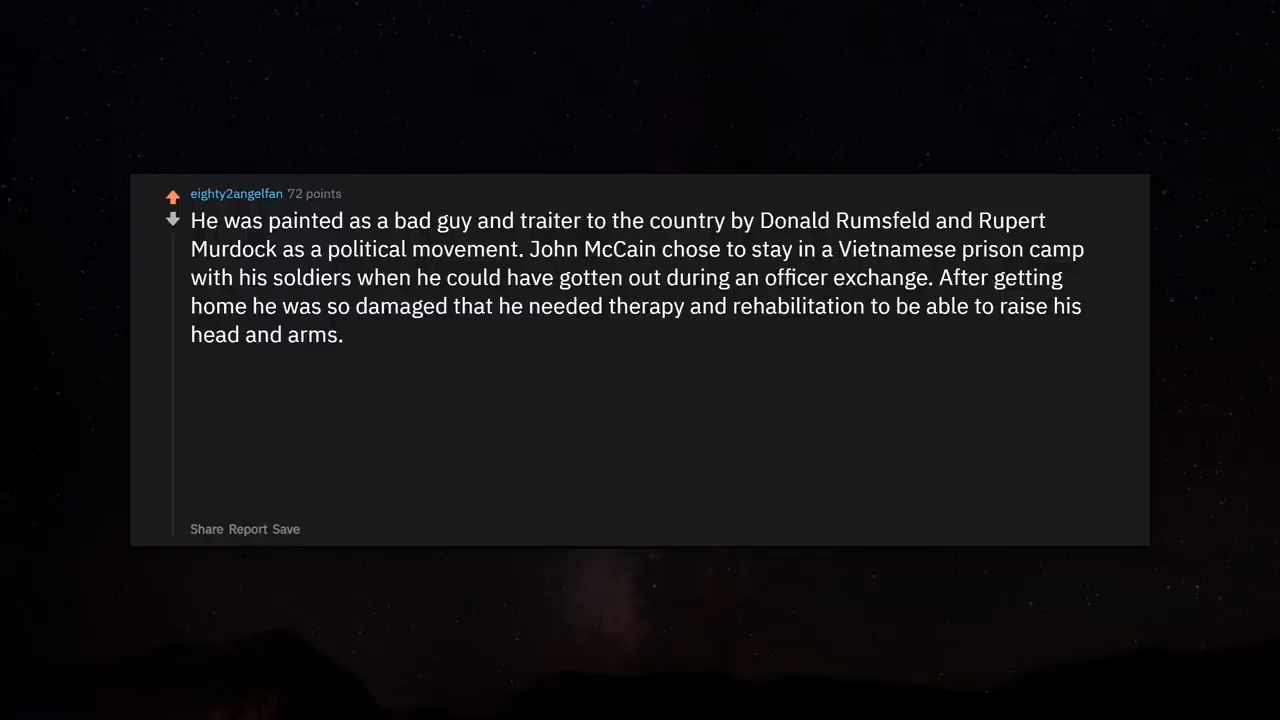 eighty2angelfan 72 points
He was painted as a bad guy and traiter to the country by Donald Rumsfeld and Rupert
Murdock as a political movement. John McCain chose to stay in a Vietnamese prison camp
with his soldiers when he could have gotten out during an officer exchange. After getting
home he was so damaged that he needed therapy and rehabilitation to be able to raise his
head and arms.
Share Report Save